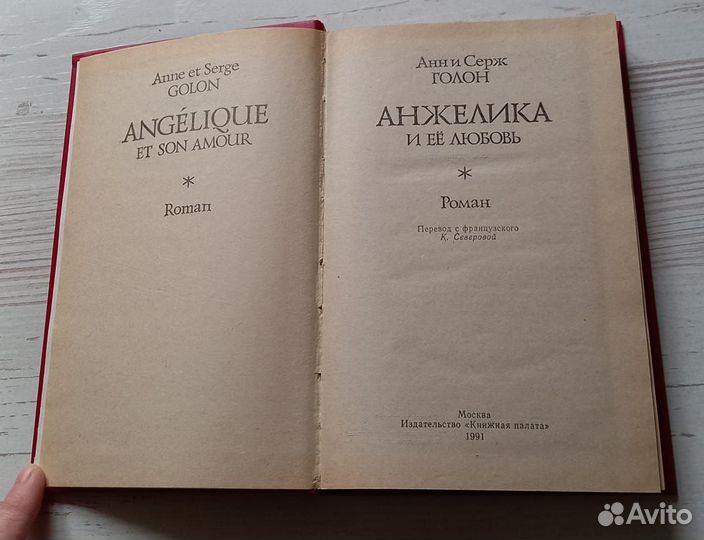 Anne et Serge
GOLON
ANGÉLIQUE
ET SON AMOUR
*
Roman
Анн и Серж
ГОЛОН
АНЖЕЛИКА
И ЕЁ ЛЮБОВЬ
*
Роман
Перевод с французского
К. Северовой
Москва
Издательство «Книжная палата»
1991
Avito